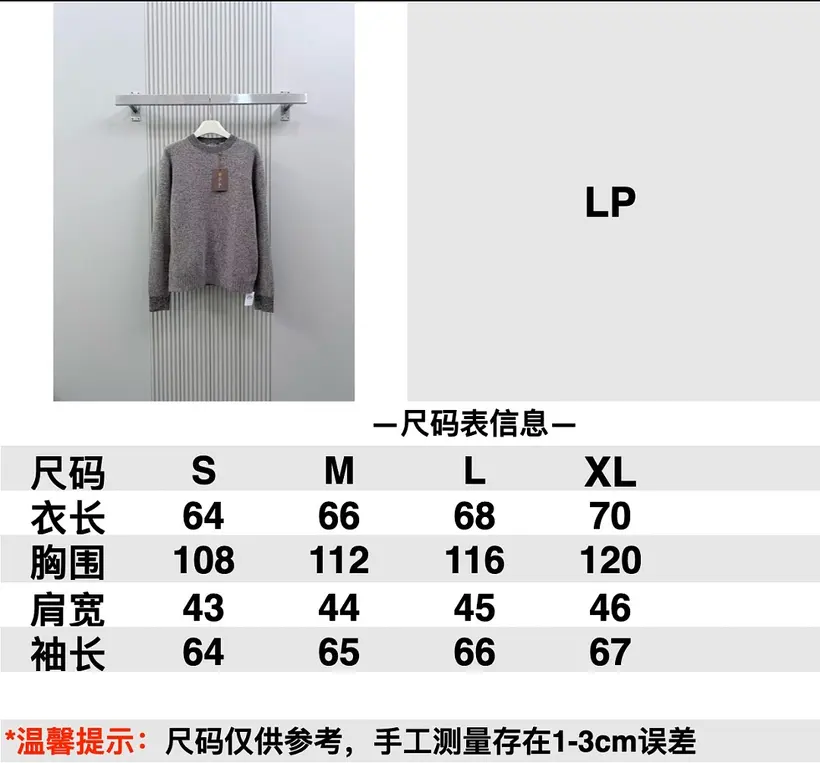 LP
—尺码表信息—
尺码 S M L XL
衣长 64 66 68 70
胸围 108 112 116 120
肩宽 43 44 45 46
袖长 64 65 66 67
*温馨提示：尺码仅供参考，手工测量存在1-3cm误差